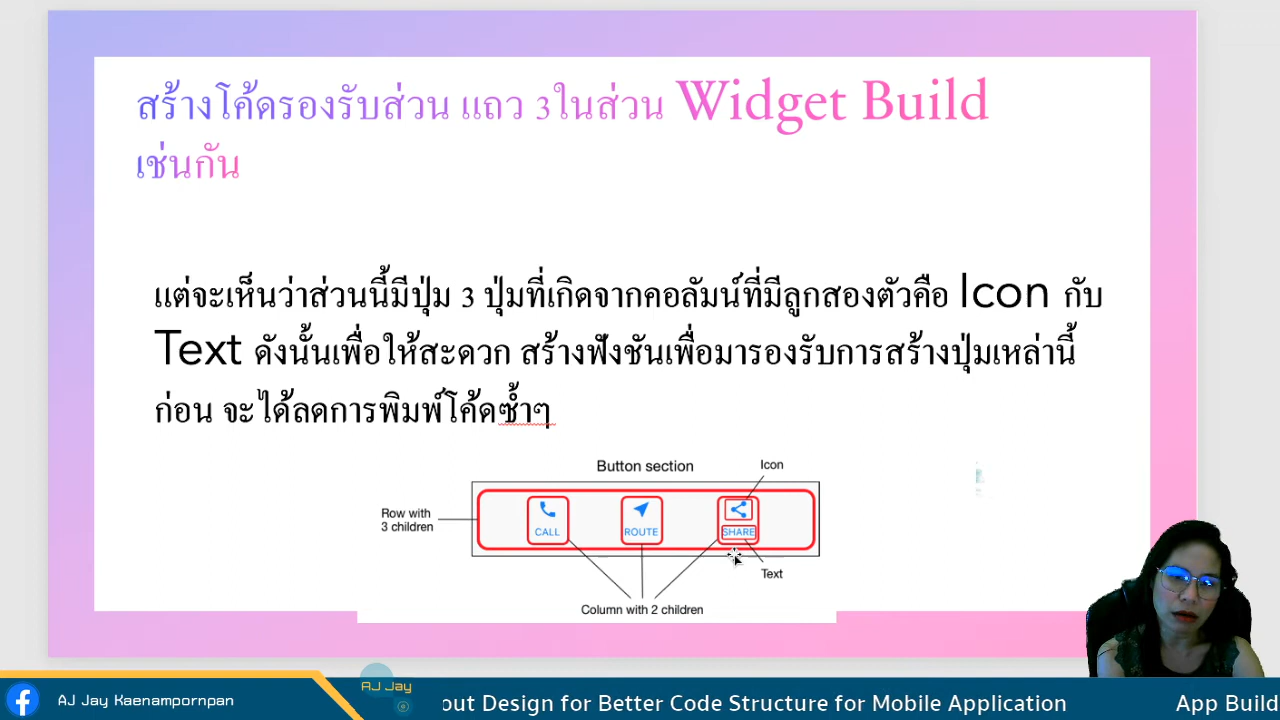 สร้างโค้ดรองรับส่วน แถว 3ในส่วน Widget Build
เช่นกัน
แต่จะเห็นว่าส่วนนี้มีปุ่ม 3 ปุ่มที่เกิดจากคอลัมน์ที่มีลูกสองตัวคือ Icon กับ
Text ดังนั้นเพื่อให้สะดวก สร้างฟังชันเพื่อมารองรับการสร้างปุ่มเหล่านี้
ก่อน จะได้ลดการพิมพ์โค้ดซ้ำๆ
Button section
Icon
Row with
3 children
CALL
ROUTE
SHARE
Text
Column with 2 children
AJ Jay Kaenampornpan
AJ Jay
out Design for Better Code Structure for Mobile Application
App Build